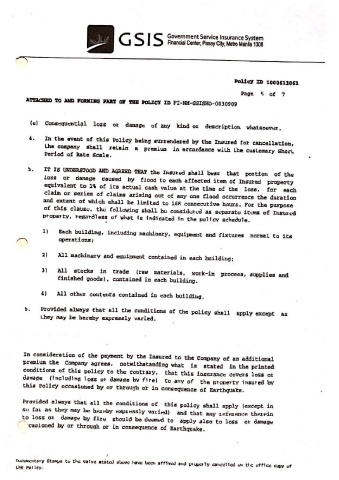 GSIS Government Service Insurance System
Financial Center, Pasay City, Metro Manila 1308
Policy ID 1000613061
Page 5 of 7
ATTACHED TO AND FORMING PART OF THE POLICY ID FI-NM-GSIHND-0030909
(c) Consequential loss or damage of any kind or description whatsoever.
4. In the event of this Policy being surrendered by the Insured for cancellation,
the company shall retain a premium in accordance with the customary Short
Period of Rate Scale.
5. IT IS UNDERSTOOD AND AGREED THAT the Insured shall bear that portion of the
loss or damage caused by flood to each affected item of insured property
equivalent to 2% of its actual cash value at the time of the loss, for each
claim or series of claims arising out of any one flood occurrence the duration
and extent of which shall be limited to 168 consecutive hours. For the purpose
of this clause, the following shall be considered as separate items of Insured
property, regardless of what is indicated in the policy schedule.
1) Each building, including machinery, equipment and fixtures normal to its
operations;
2) All machinery and equipment contained in each building;
3) All stocks in trade (raw materials, work-in process, supplies and
finished goods), contained in each building.
4) All other contents contained in each building.
6. Provided always that all the conditions of the policy shall apply except as
they may be hereby expressly varied.
In consideration of the payment by the Insured to the Company of an additional
premium the Company agrees, notwithstanding what is stated in the printed
conditions of this policy to the contrary, that this insurance covers loss or
damage (including loss or damage by fire) to any of the property insured by
this policy occasioned by or through or in consequence of Earthquake.
Provided always that all the conditions of this policy shall apply (except in
so far as they may be hereby expressly varied) and that any reference therein
to loss or damage by fire should be deemed to apply also to loss or damage
casioned by or through or in consequence of Earthquake.
Documentary Stamps to the value stated above have been affixed and properly cancelled on the office copy of
the Policy.